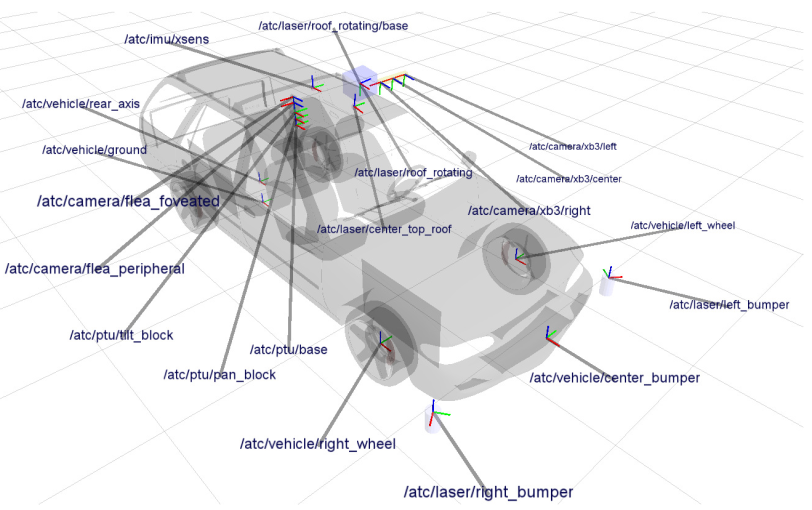 /atc/laser/roof_rotating/base
/atc/imu/xsens
/atc/vehicle/rear_axis
/atc/vehicle/ground
/atc/camera/xb3/left
/atc/laser/roof_rotating
/atc/camera/xb3/center
/atc/camera/flea_foveated
/atc/camera/xb3/right
/atc/laser/center_top_roof
/atc/vehicle/left_wheel
/atc/camera/flea_peripheral
/atc/laser/left_bumper
/atc/ptu/tilt_block
/atc/ptu/base
/atc/ptu/pan_block
/atc/vehicle/center_bumper
/atc/vehicle/right_wheel
/atc/laser/right_bumper